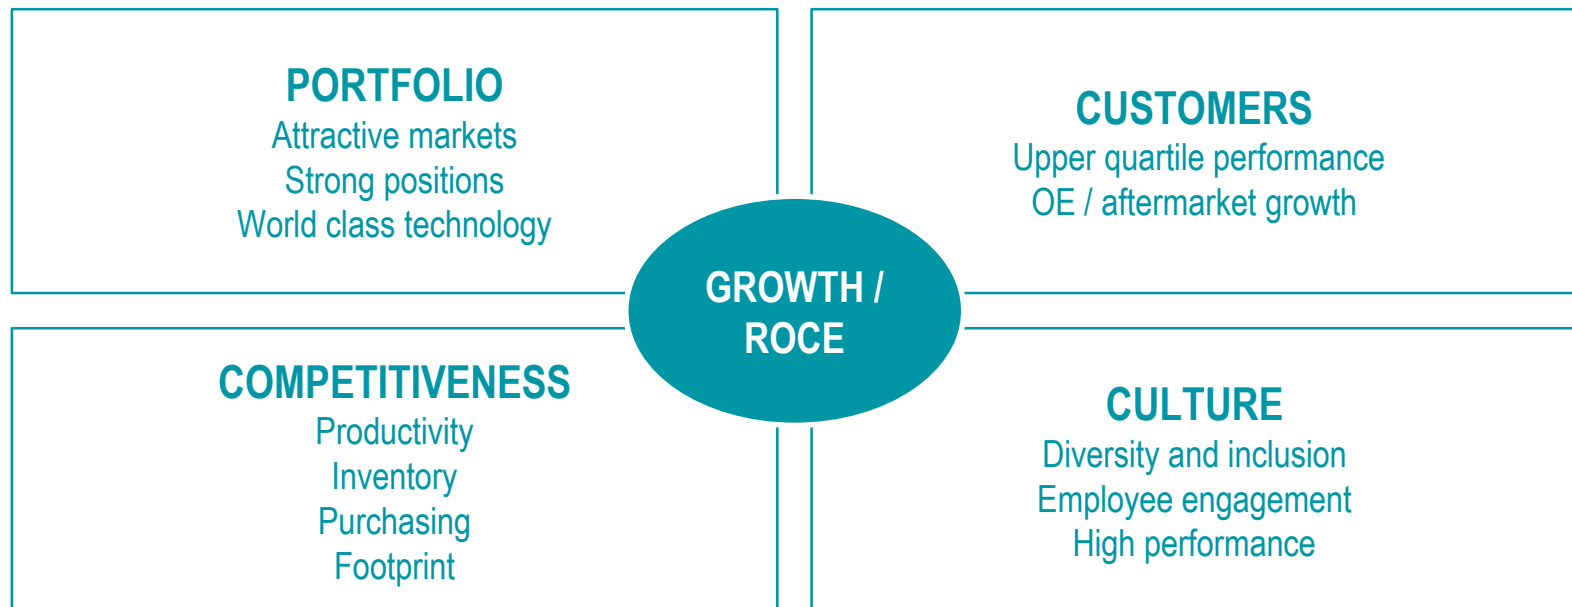 PORTFOLIO
Attractive markets
Strong positions
World class technology
CUSTOMERS
Upper quartile performance
OE / aftermarket growth
GROWTH /
ROCE
COMPETITIVENESS
Productivity
Inventory
Purchasing
Footprint
CULTURE
Diversity and inclusion
Employee engagement
High performance